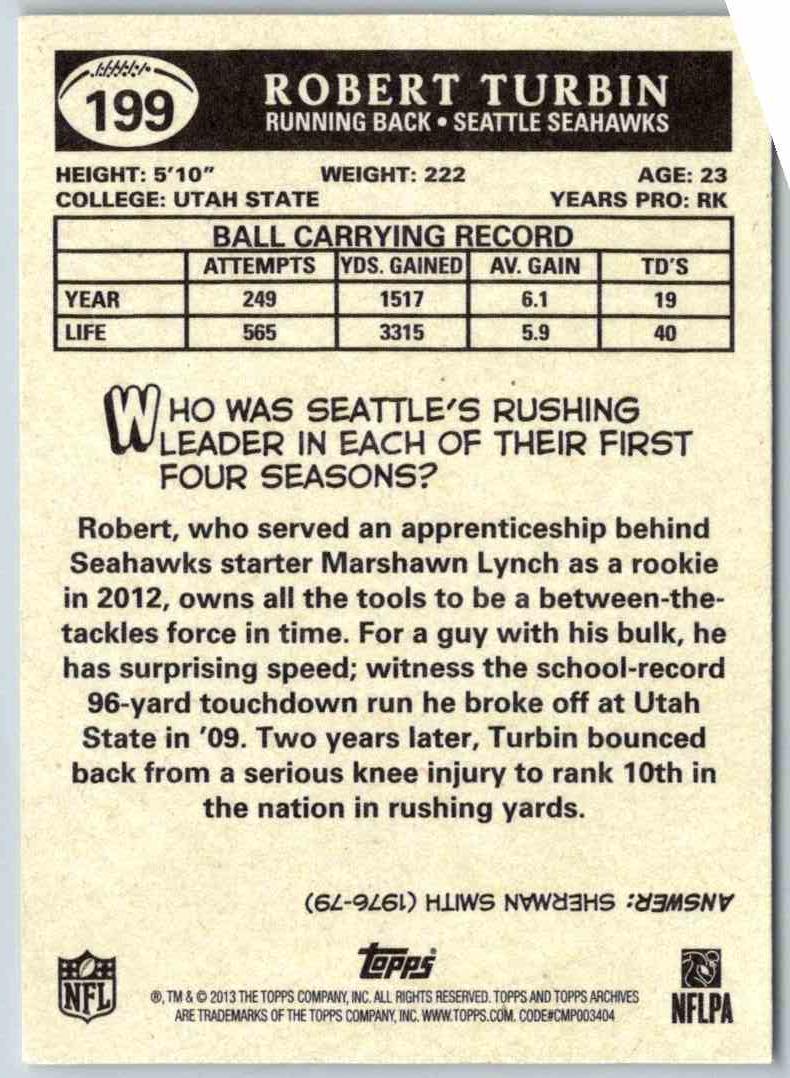 199
ROBERT TURBIN
RUNNING BACK • SEATTLE SEAHAWKS
HEIGHT: 5'10" WEIGHT: 222 AGE: 23
COLLEGE: UTAH STATE YEARS PRO: RK
BALL CARRYING RECORD
ATTEMPTS YDS. GAINED AV. GAIN TD'S
YEAR 249 1517 6.1 19
LIFE 565 3315 5.9 40
WHO WAS SEATTLE'S RUSHING
LEADER IN EACH OF THEIR FIRST
FOUR SEASONS?
Robert, who served an apprenticeship behind
Seahawks starter Marshawn Lynch as a rookie
in 2012, owns all the tools to be a between-the-
tackles force in time. For a guy with his bulk, he
has surprising speed; witness the school-record
96-yard touchdown run he broke off at Utah
State in '09. Two years later, Turbin bounced
back from a serious knee injury to rank 10th in
the nation in rushing yards.
ANSWER: SHERMAN SMITH (1976-79)
Topps
NFL
®, TM & © 2013 THE TOPPS COMPANY, INC. ALL RIGHTS RESERVED. TOPPS AND TOPPS ARCHIVES
ARE TRADEMARKS OF THE TOPPS COMPANY, INC. WWW.TOPPS.COM. CODE#CMP003404
NFLPA